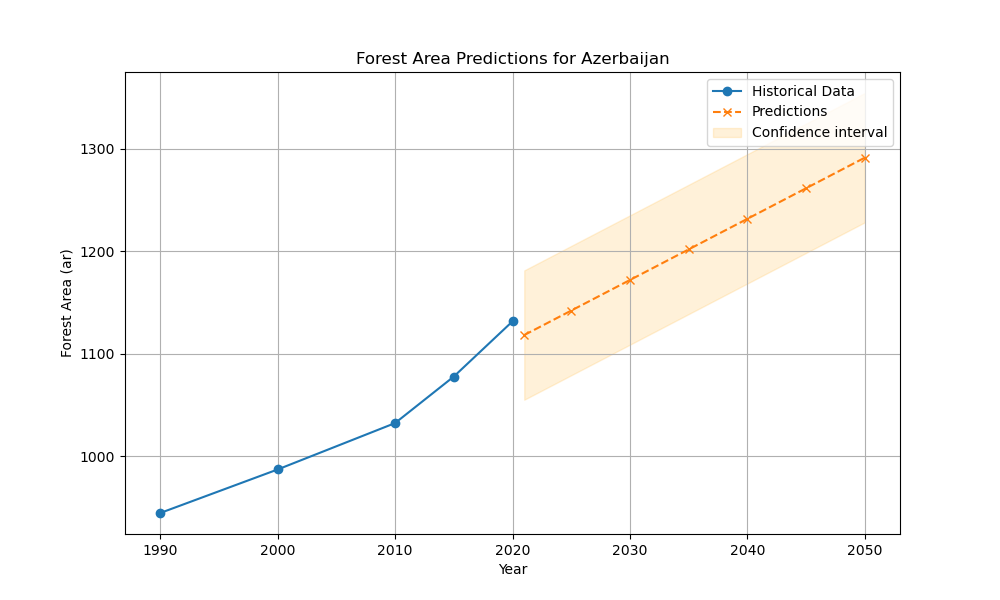 Forest Area Predictions for Azerbaijan
Historical Data
Predictions
Confidence interval
Forest Area (ar)
1300
1200
1100
1000
1990 2000 2010 2020 2030 2040 2050
Year